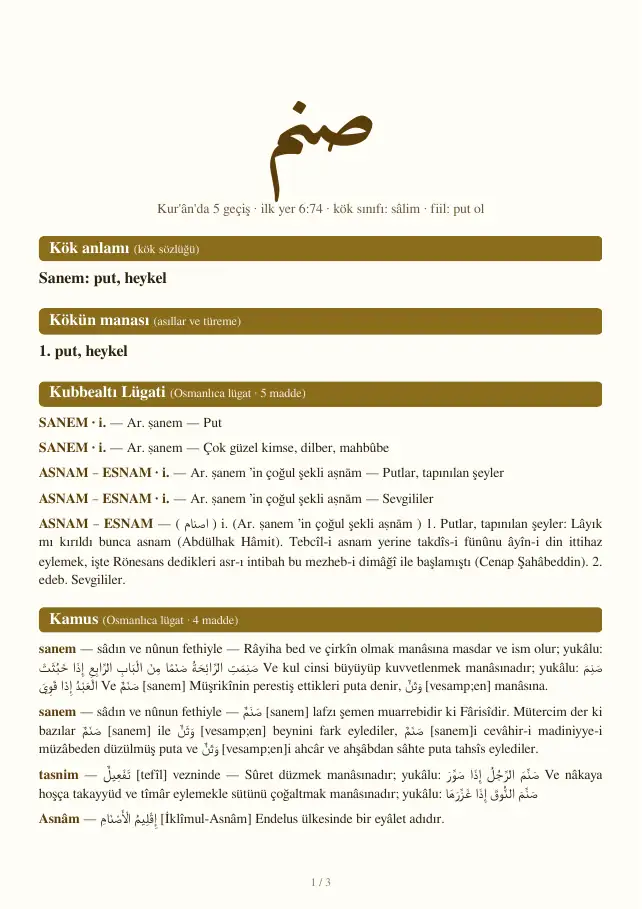 صنم
Kur'ân'da 5 geçiş · ilk yer 6:74 · kök sınıfı: sâlim · fiil: put ol
Kök anlamı (kök sözlüğü)
Sanem: put, heykel
Kökün manası (asıllar ve türeme)
1. put, heykel
Kubbealtı Lügati (Osmanlıca lügat · 5 madde)
SANEM · i. — Ar. ṣanem — Put
SANEM · i. — Ar. ṣanem — Çok güzel kimse, dilber, mahbûbe
ASNAM – ESNAM · i. — Ar. ṣanem 'in çoğul şekli aṣnām — Putlar, tapınılan şeyler
ASNAM – ESNAM · i. — Ar. ṣanem 'in çoğul şekli aṣnām — Sevgililer
ASNAM – ESNAM — ( اصنام ) i. (Ar. ṣanem 'in çoğul şekli aṣnām ) 1. Putlar, tapınılan şeyler: Lâyık
mı kırıldı bunca asnam (Abdülhak Hâmit). Tebcîl-i asnam yerine takdîs-i fünûnu âyîn-i din ittihaz
eylemek, işte Rönesans dedikleri asr-ı intibah bu mezheb-i dimâğî ile başlamıştı (Cenap Şahâbeddin). 2.
edeb. Sevgililer.
Kamus (Osmanlıca lügat · 4 madde)
sanem — sâdın ve nûnun fethiyle — Râyiha bed ve çirkîn olmak manâsına masdar ve ism olur; yukâlu:
صَنِمَتِ الرَّائِحَةُ صَنَمًا مِنَ الْبَابِ الرَّابِعِ إِذَا خَبُثَتْ Ve kul cinsi büyüyüp kuvvetlenmek manâsınadır; yukâlu: صَنِمَ
الْعَبْدُ إِذَا قَوِيَ Ve صَنَمٌ [sanem] Müşrikînin perestiş ettikleri puta denir, وَثَنٌ [vesamp;en] manâsına.
sanem — sâdın ve nûnun fethiyle — صَنَمٌ [sanem] lafzı şemen muarrebidir ki Fârisîdir. Mütercim der ki
bazılar صَنَمٌ [sanem] ile وَثَنٌ [vesamp;en] beynini fark eylediler, صَنَمٌ [sanem]i cevâhir-i madiniyye-i
müzâbeden düzülmüş puta ve وَثَنٌ [vesamp;en]i ahcâr ve ahşâbdan sâhte puta tahsîs eylediler.
tasnim — تَفْعِيلٌ [tefîl] vezninde — Sûret düzmek manâsınadır; yukâlu: صَنَّمَ الرَّجُلُ إِذَا صَوَّرَ Ve nâkaya
hoşça takayyüd ve tîmâr eylemekle sütünü çoğaltmak manâsınadır; yukâlu: صَنَّمَ النُّوقَ إِذَا غَزَّرَهَا
Asnâm — إِقْلِيمُ الْأَصْنَامِ [İklîmul-Asnâm] Endelus ülkesinde bir eyâlet adıdır.
1 / 3